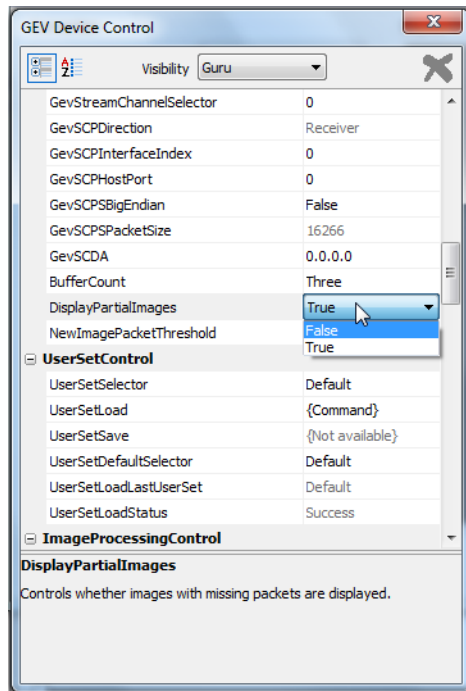 GEV Device Control
Visibility Guru
GevStreamChannelSelector 0
GevSCPDirection Receiver
GevSCPInterfaceIndex 0
GevSCPHostPort 0
GevSCPSBigEndian False
GevSCPSPacketSize 16266
GevSCDA 0.0.0.0
BufferCount Three
DisplayPartialImages True
NewImagePacketThreshold False
True
UserSetControl
UserSetSelector Default
UserSetLoad {Command}
UserSetSave {Not available}
UserSetDefaultSelector Default
UserSetLoadLastUserSet Default
UserSetLoadStatus Success
ImageProcessingControl
DisplayPartialImages
Controls whether images with missing packets are displayed.